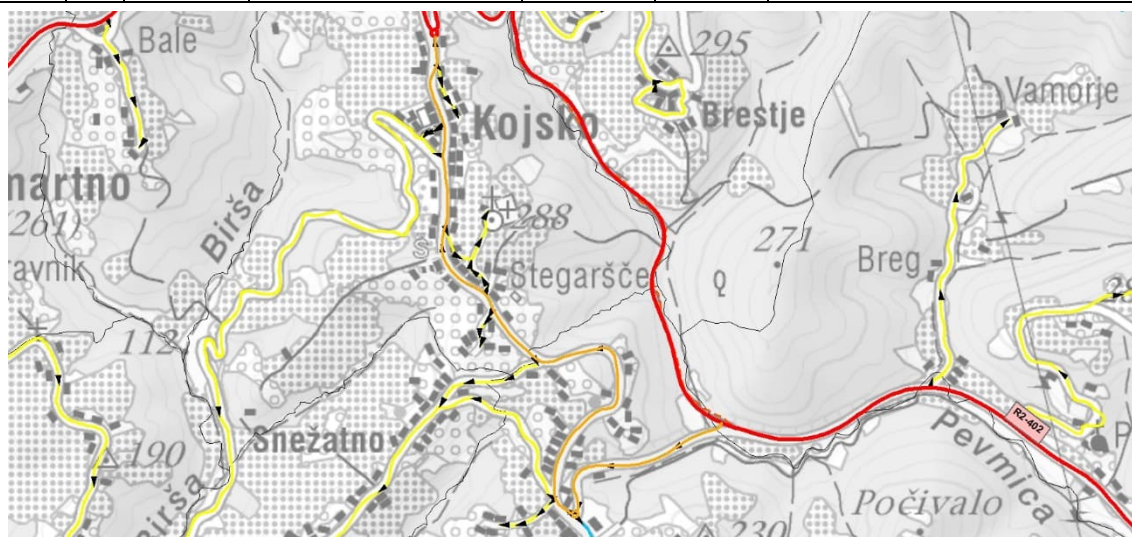 Bale
295
Vamorje
Kojsko
Brestje
martno
(261)
Birša
288
271
ravnik
S
Stegaršče
Q
Breg
112
Snežatno
R2-402
P
190
Pevmica
Birša
Počivalo
230